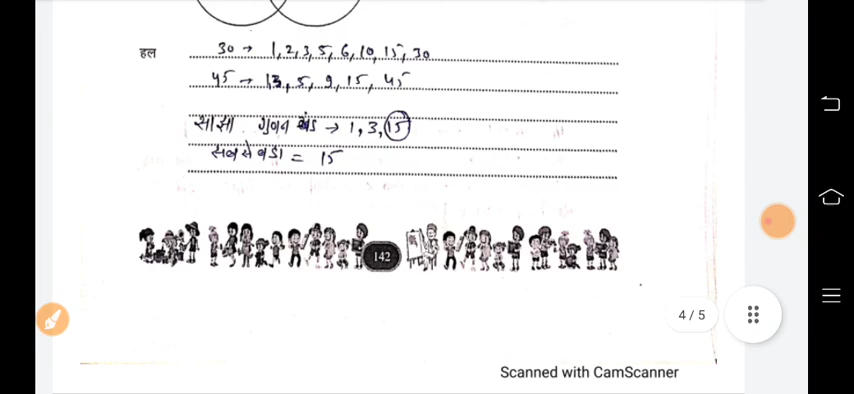 हल
30 → 1, 2, 3, 5, 6, 10, 15, 30
45 → 1, 3, 5, 9, 15, 45
साझा गुणन खंड → 1, 3, 15
सबसे बड़ा = 15
142
4 / 5
Scanned with CamScanner